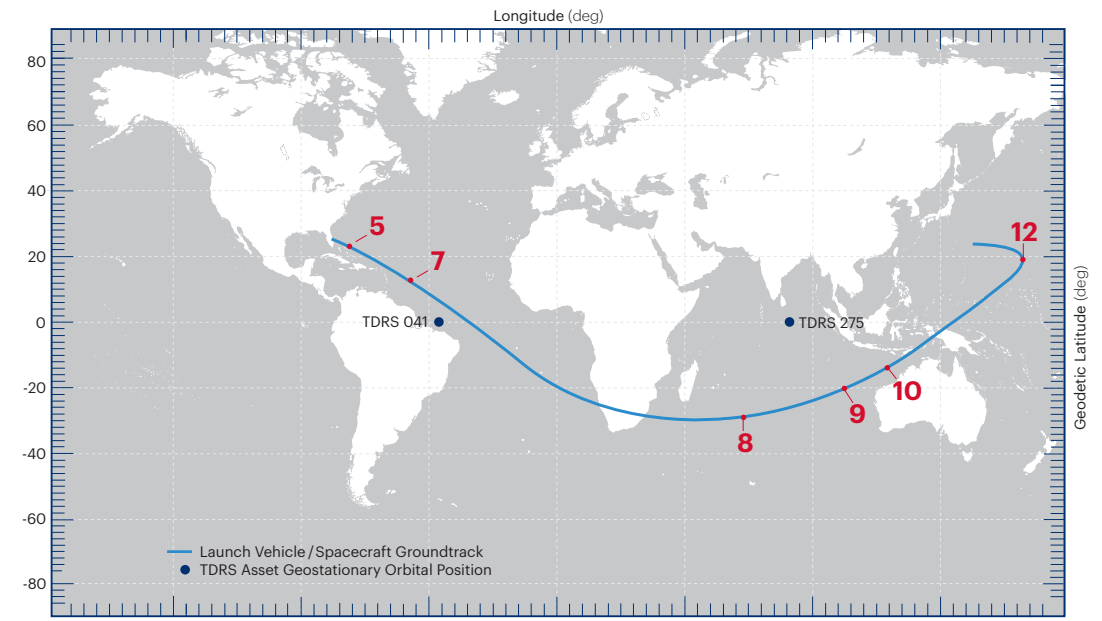 Longitude (deg)
80
60
40
20
0
-20
-40
-60
-80
5
7
12
TDRS 041
TDRS 275
10
9
8
Geodetic Latitude (deg)
Launch Vehicle / Spacecraft Groundtrack
TDRS Asset Geostationary Orbital Position